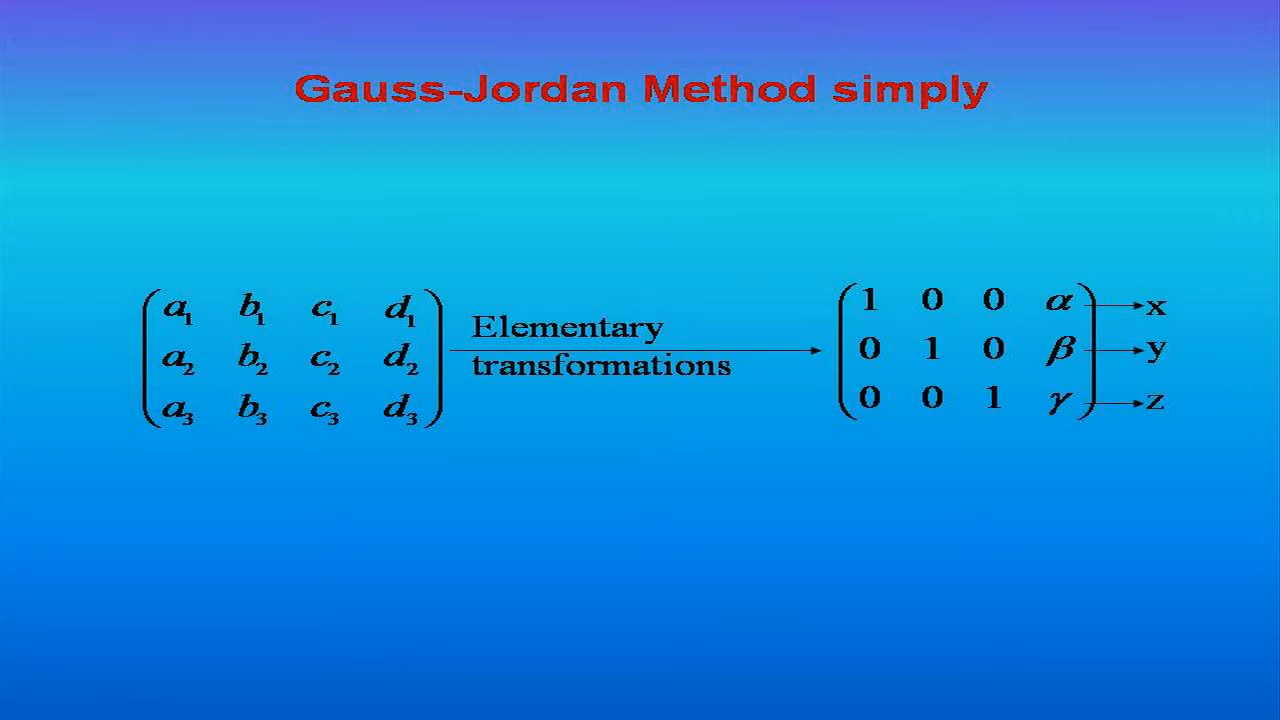 Gauss-Jordan Method simply
a₁ b₁ c₁ d₁
a₂ b₂ c₂ d₂
a₃ b₃ c₃ d₃
Elementary
transformations
1 0 0 α x
0 1 0 β y
0 0 1 γ z